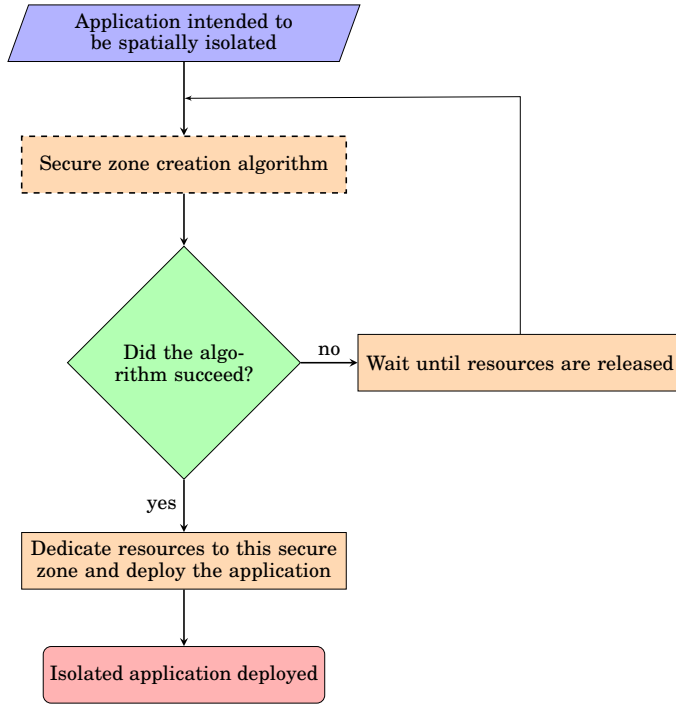 Application intended to
be spatially isolated
Secure zone creation algorithm
Did the algo-
rithm succeed?
no
Wait until resources are released
yes
Dedicate resources to this secure
zone and deploy the application
Isolated application deployed